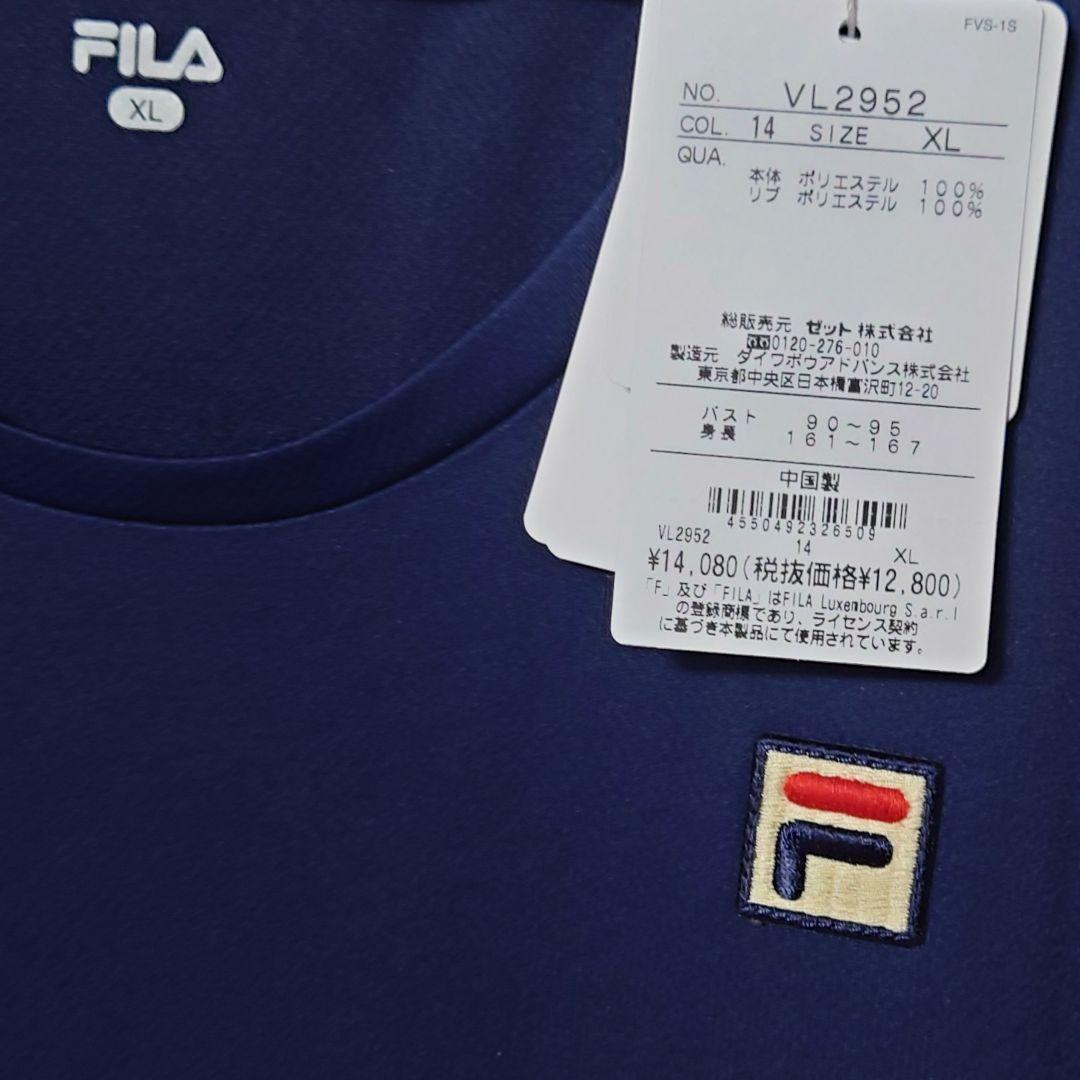 FILA
XL
FVS-1S
NO. VL2952
COL. 14 SIZE XL
QUA.
本体 ポリエステル 100%
リブ ポリエステル 100%
総販売元 ゼット株式会社
0120-276-010
製造元 ダイワボウアドバンス株式会社
東京都中央区日本橋富沢町12-20
バスト 90～95
身長 161～167
中国製
4550492326509
VL2952 14 XL
¥14,080(税抜価格¥12,800)
「F」及び「FILA」はFILA Luxembourg S.a.r.l
の登録商標であり、ライセンス契約
に基づき本製品にて使用されています。